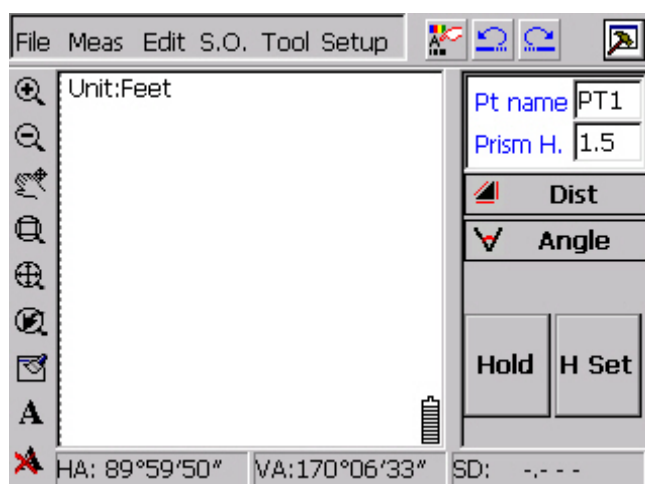 File Meas Edit S.O. Tool Setup
Unit:Feet
Pt name PT1
Prism H. 1.5
Dist
Angle
Hold H Set
A
HA: 89°59'50" VA:170°06'33" SD: -.- - -